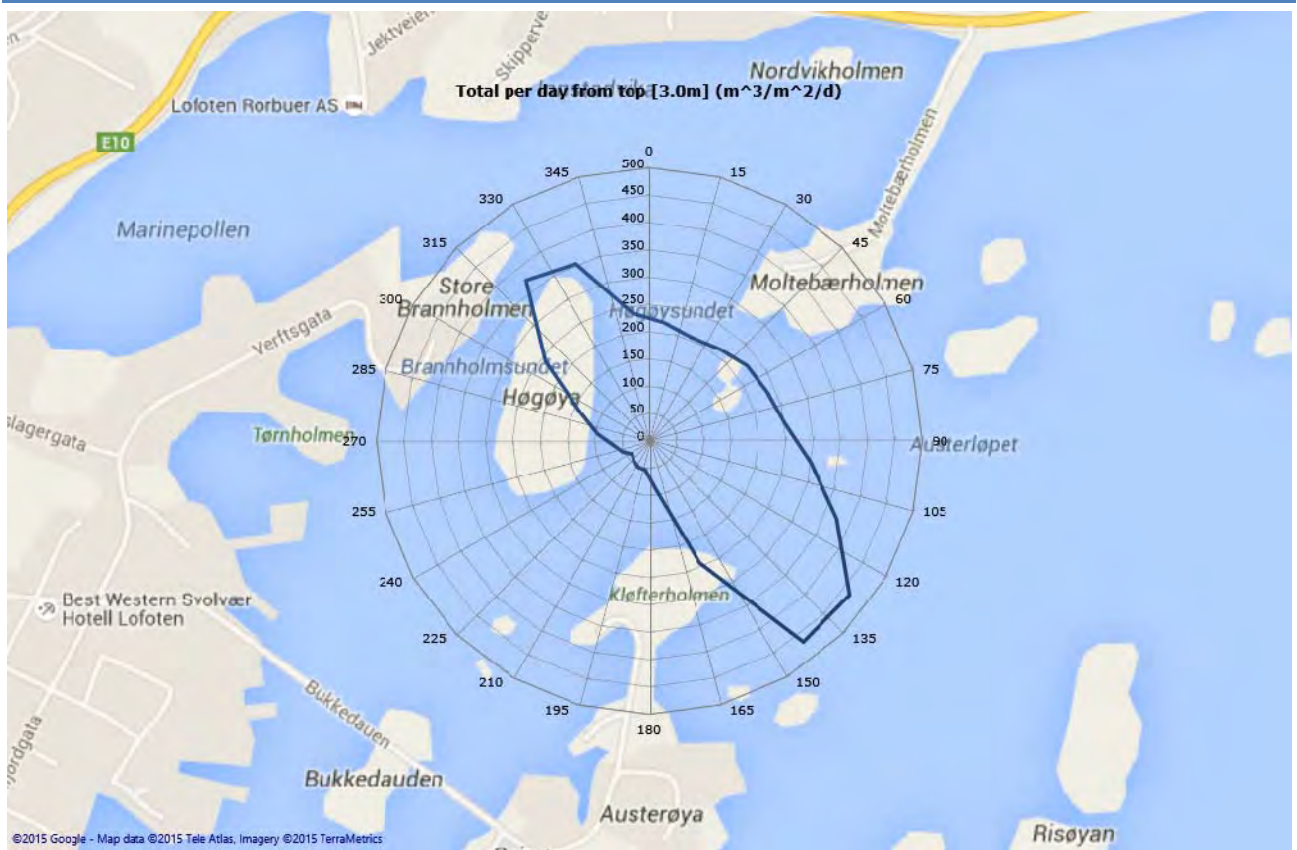 Jektveien
Skipperve
Nordvikholmen
Total per day from top [3.0m] (m^3/m^2/d)
Lofoten Rorbuer AS
E10
Moltebærholmen
Marinepollen
0
345
15
330
30
315
45
300
60
285
75
270
90
255
105
240
120
225
135
210
150
195
165
180
500
450
400
350
300
250
200
150
100
50
0
Store
Brannholmen
Moltebærholmen
Høgøysundet
Verftsgata
Brannholmsundet
Høgøya
slagergata
Tørnholmen
Austerløpet
Kløfterholmen
Best Western Svolvær
Hotell Lofoten
Bukkedauen
jordgata
Bukkedauden
Austerøya
Risøyan
©2015 Google - Map data ©2015 Tele Atlas, Imagery ©2015 TerraMetrics